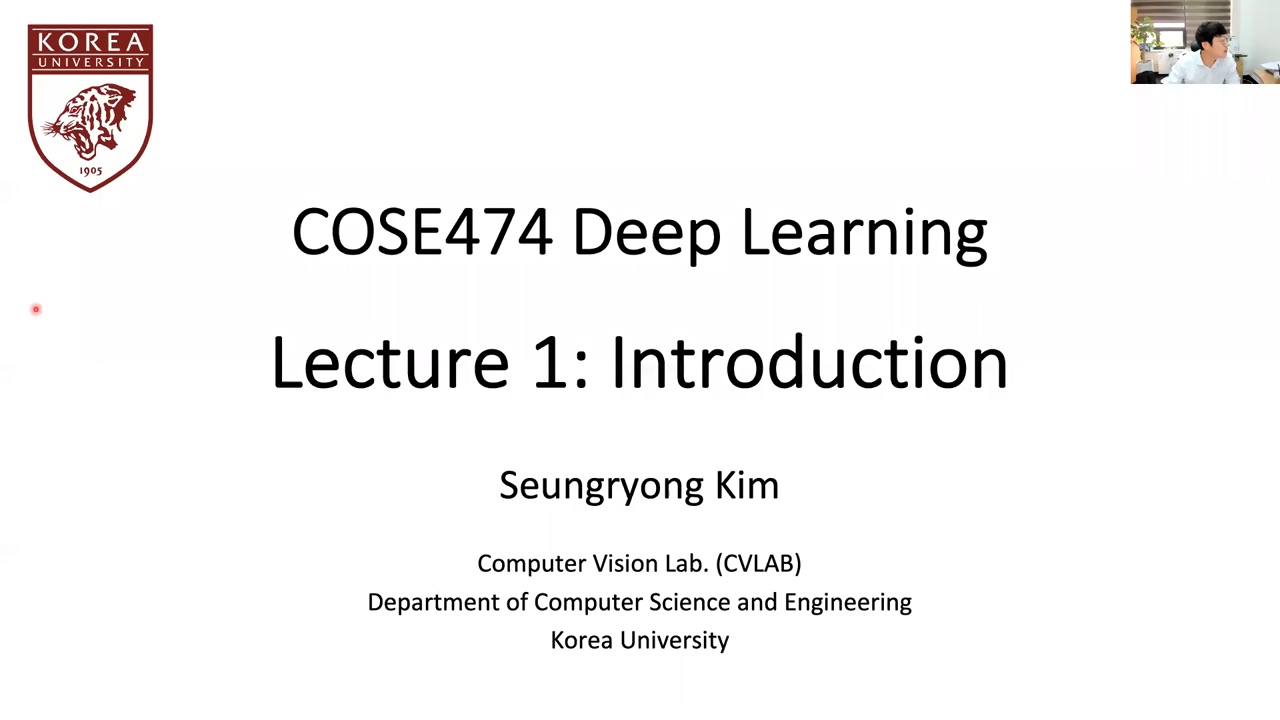 KOREA
UNIVERSITY
1905
COSE474 Deep Learning
Lecture 1: Introduction
Seungryong Kim
Computer Vision Lab. (CVLAB)
Department of Computer Science and Engineering
Korea University